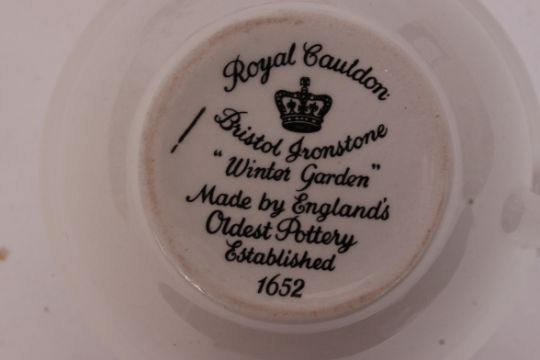 Royal Cauldon
Bristol Ironstone
"Winter Garden"
Made by England's
Oldest Pottery
Established
1652